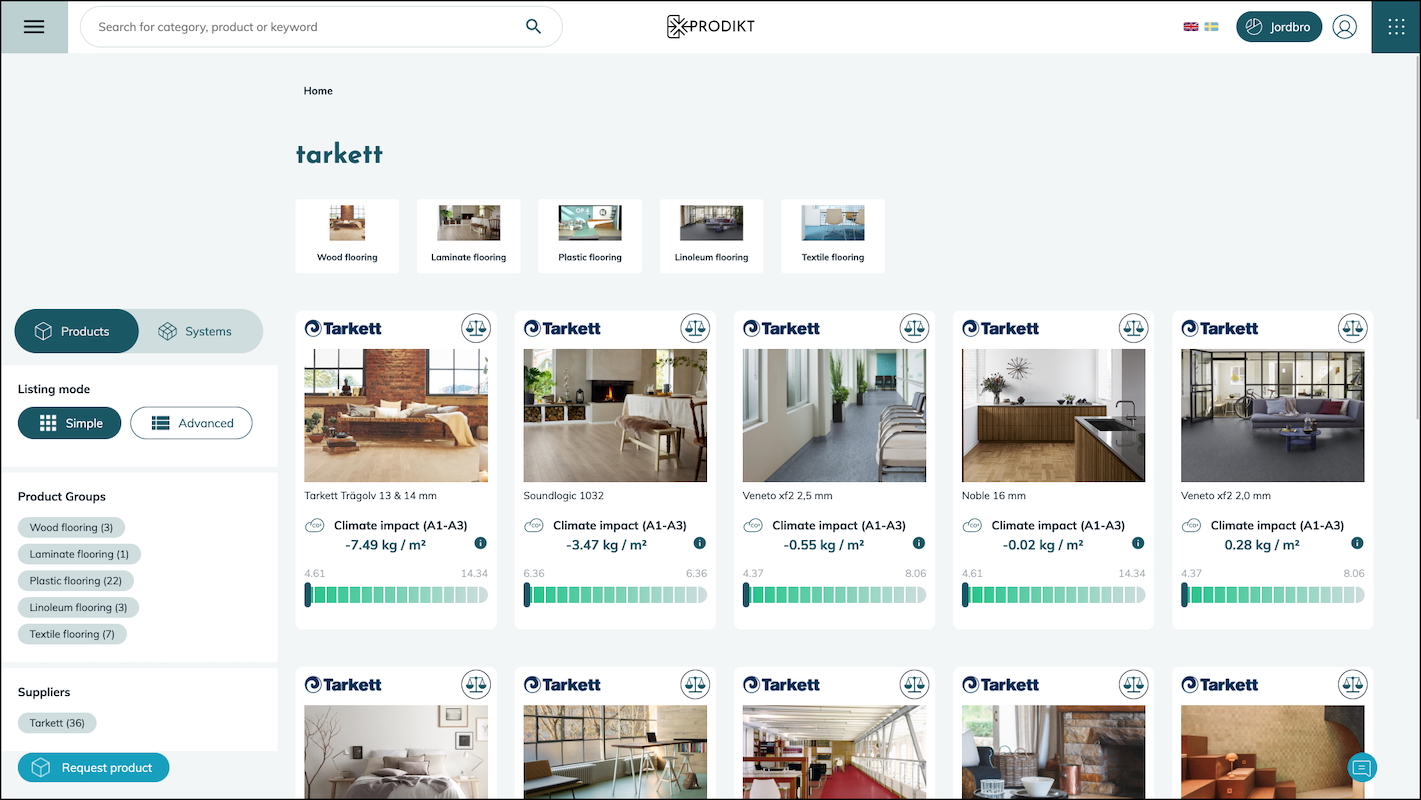 Search for category, product or keyword
PRODIKT
Jordbro
Home
tarkett
Wood flooring
Laminate flooring
Plastic flooring
Linoleum flooring
Textile flooring
Products
Systems
Listing mode
Simple
Advanced
Product Groups
Wood flooring (3)
Laminate flooring (1)
Plastic flooring (22)
Linoleum flooring (3)
Textile flooring (7)
Suppliers
Tarkett (36)
Request product
Tarkett
Tarkett Trägolv 13 & 14 mm
CO²
Climate impact (A1-A3)
-7.49 kg / m²
4.61 14.34
Tarkett
Soundlogic 1032
CO²
Climate impact (A1-A3)
-3.47 kg / m²
6.36 6.36
Tarkett
Veneto xf2 2,5 mm
CO²
Climate impact (A1-A3)
-0.55 kg / m²
4.37 8.06
Tarkett
Noble 16 mm
CO²
Climate impact (A1-A3)
-0.02 kg / m²
4.61 14.34
Tarkett
Veneto xf2 2,0 mm
CO²
Climate impact (A1-A3)
0.28 kg / m²
4.37 8.06
Tarkett
Tarkett
Tarkett
Tarkett
Tarkett